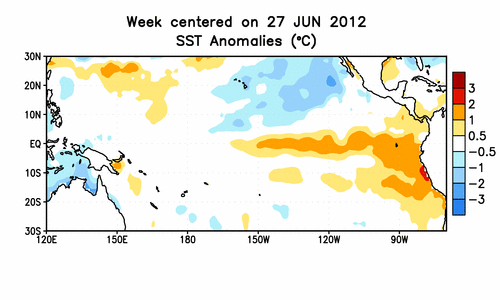 Week centered on 27 JUN 2012
SST Anomalies (°C)
30N
20N
10N
EQ
10S
20S
30S
120E 150E 180 150W 120W 90W
3
2
1
0.5
-0.5
-1
-2
-3